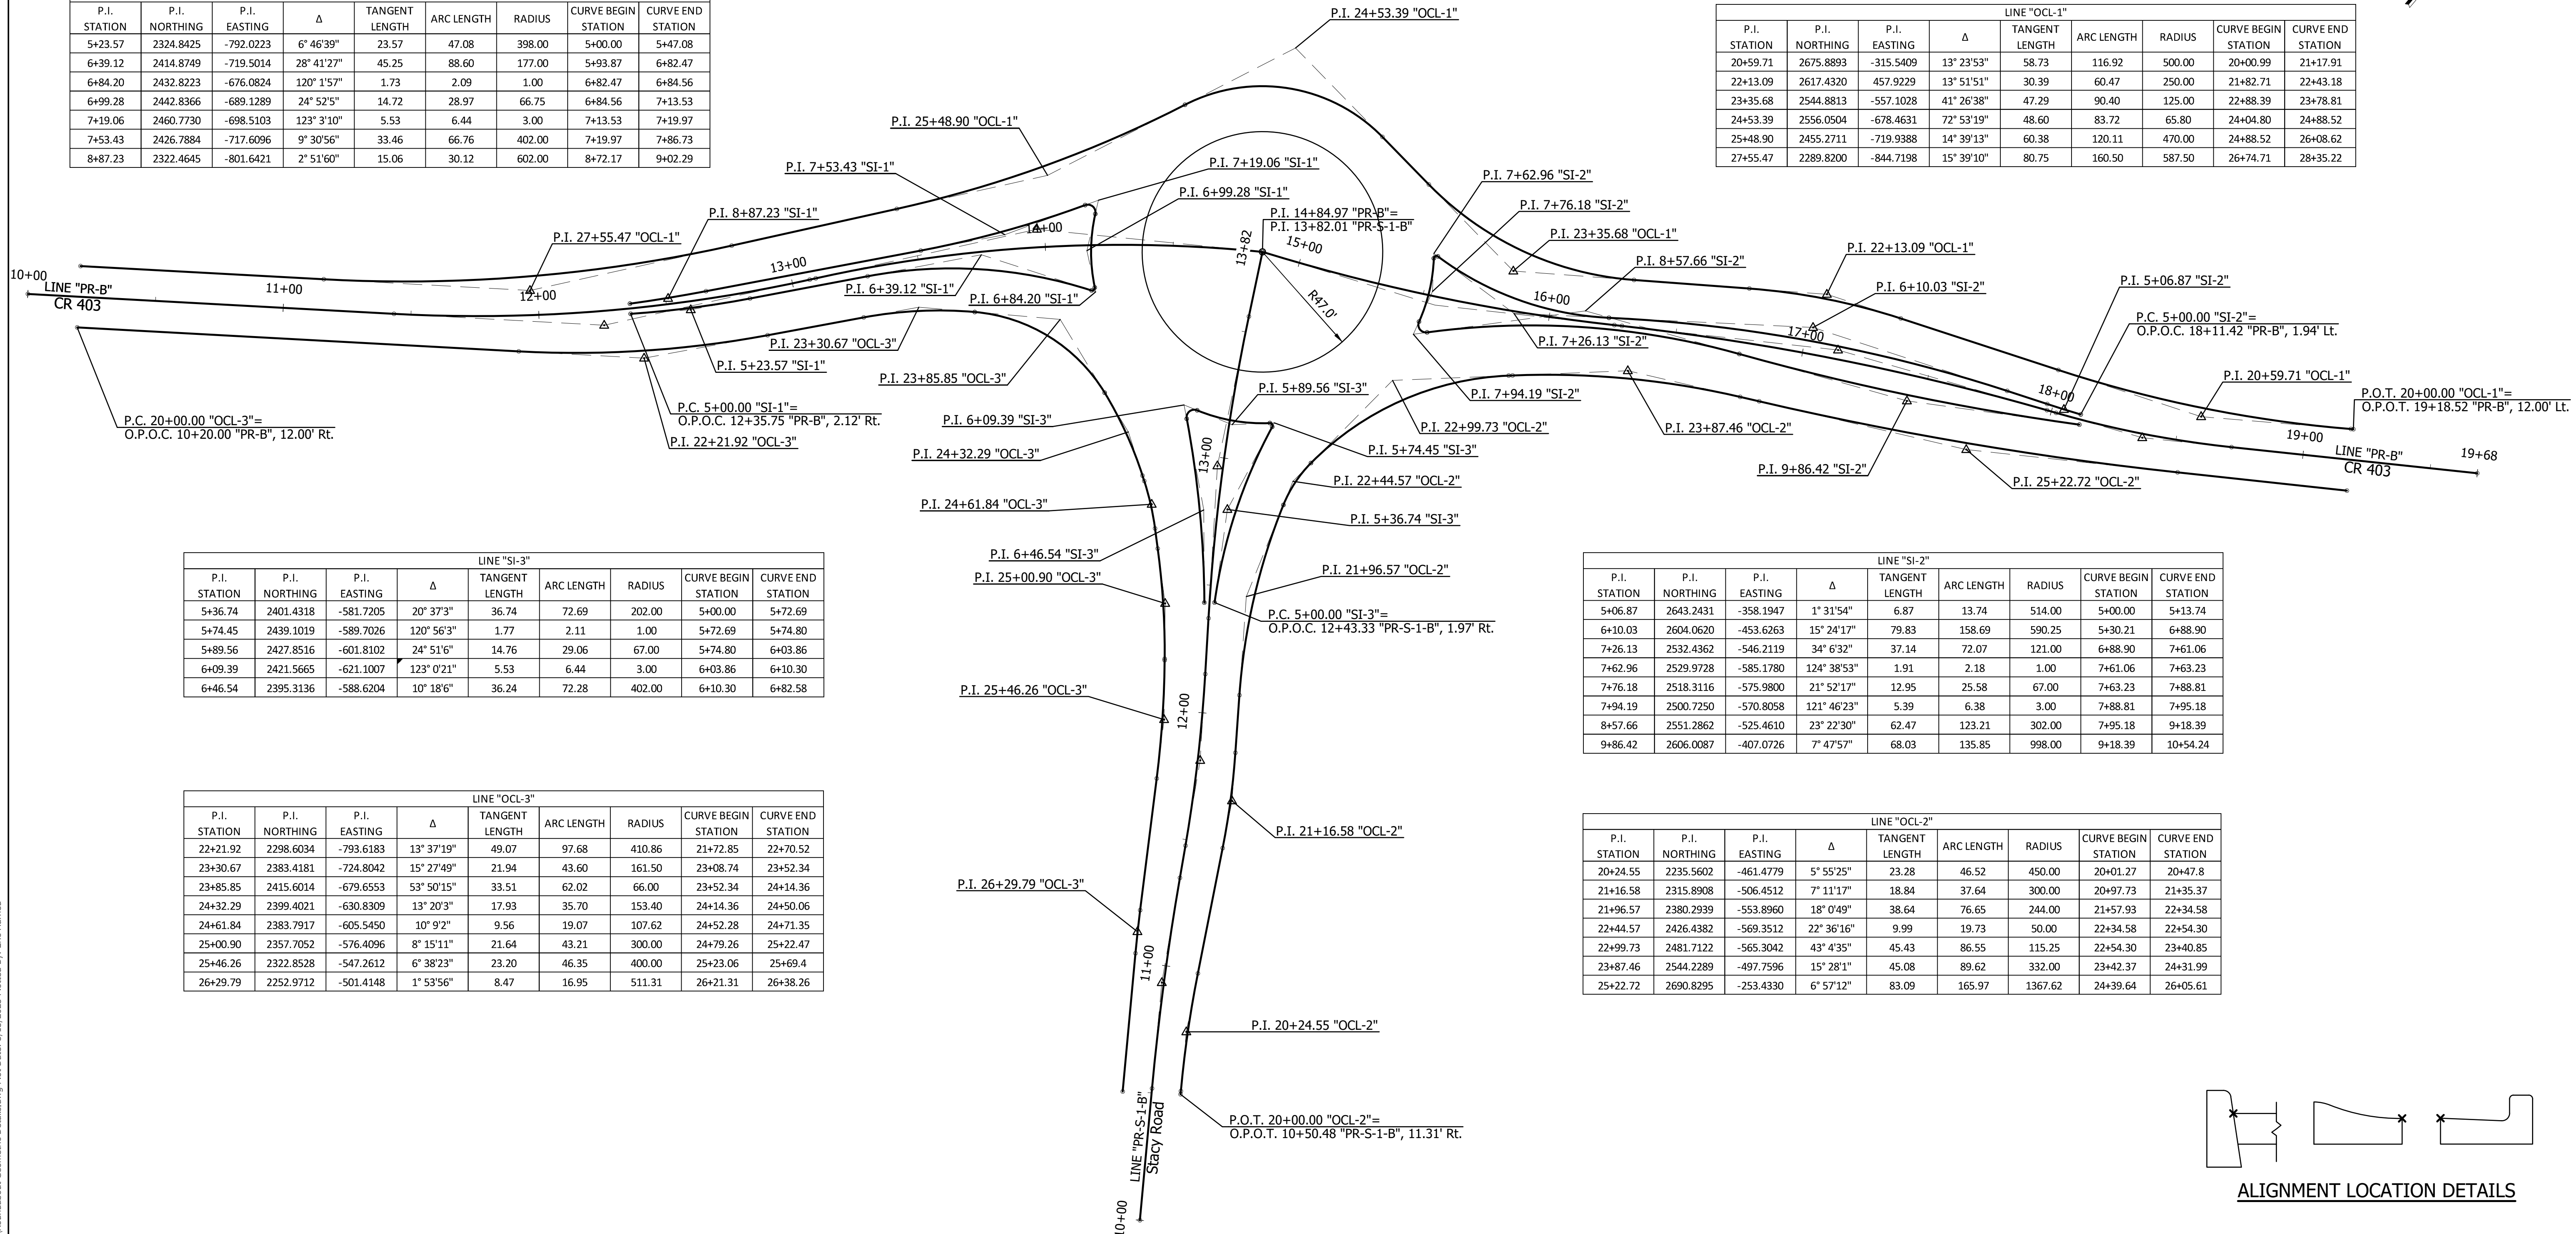 P.I. STATION P.I. NORTHING P.I. EASTING Δ TANGENT LENGTH ARC LENGTH RADIUS CURVE BEGIN STATION CURVE END STATION
5+23.57 2324.8425 -792.0223 6° 46'39" 23.57 47.08 398.00 5+00.00 5+47.08
6+39.12 2414.8749 -719.5014 28° 41'27" 45.25 88.60 177.00 5+93.87 6+82.47
6+84.20 2432.8223 -676.0824 120° 1'57" 1.73 2.09 1.00 6+82.47 6+84.56
6+99.28 2442.8366 -689.1289 24° 52'5" 14.72 28.97 66.75 6+84.56 7+13.53
7+19.06 2460.7730 -698.5103 123° 3'10" 5.53 6.44 3.00 7+13.53 7+19.97
7+53.43 2426.7884 -717.6096 9° 30'56" 33.46 66.76 402.00 7+19.97 7+86.73
8+87.23 2322.4645 -801.6421 2° 51'60" 15.06 30.12 602.00 8+72.17 9+02.29
LINE "OCL-1"
P.I. STATION P.I. NORTHING P.I. EASTING Δ TANGENT LENGTH ARC LENGTH RADIUS CURVE BEGIN STATION CURVE END STATION
20+59.71 2675.8893 -315.5409 13° 23'53" 58.73 116.92 500.00 20+00.99 21+17.91
22+13.09 2617.4320 457.9229 13° 51'51" 30.39 60.47 250.00 21+82.71 22+43.18
23+35.68 2544.8813 -557.1028 41° 26'38" 47.29 90.40 125.00 22+88.39 23+78.81
24+53.39 2556.0504 -678.4631 72° 53'19" 48.60 83.72 65.80 24+04.80 24+88.52
25+48.90 2455.2711 -719.9388 14° 39'13" 60.38 120.11 470.00 24+88.52 26+08.62
27+55.47 2289.8200 -844.7198 15° 39'10" 80.75 160.50 587.50 26+74.71 28+35.22
P.I. 24+53.39 "OCL-1"
P.I. 25+48.90 "OCL-1"
P.I. 7+53.43 "SI-1"
P.I. 7+19.06 "SI-1"
P.I. 6+99.28 "SI-1"
P.I. 8+87.23 "SI-1"
P.I. 27+55.47 "OCL-1"
P.I. 14+84.97 "PR-B"=
P.I. 13+82.01 "PR-S-1-B"
P.I. 7+62.96 "SI-2"
P.I. 7+76.18 "SI-2"
P.I. 23+35.68 "OCL-1"
P.I. 22+13.09 "OCL-1"
P.I. 8+57.66 "SI-2"
P.I. 5+06.87 "SI-2"
P.I. 6+10.03 "SI-2"
P.C. 5+00.00 "SI-2"=
O.P.O.C. 18+11.42 "PR-B", 1.94' Lt.
10+00
LINE "PR-B"
CR 403
11+00
12+00
13+00
14+00
13+82
15+00
16+00
17+00
18+00
19+00
19+68
R47.0'
P.I. 6+39.12 "SI-1"
P.I. 6+84.20 "SI-1"
P.I. 23+30.67 "OCL-3"
P.I. 5+23.57 "SI-1"
P.I. 23+85.85 "OCL-3"
P.I. 7+26.13 "SI-2"
P.I. 20+59.71 "OCL-1"
P.O.T. 20+00.00 "OCL-1"=
O.P.O.T. 19+18.52 "PR-B", 12.00' Lt.
P.I. 5+89.56 "SI-3"
P.I. 7+94.19 "SI-2"
P.C. 20+00.00 "OCL-3"=
O.P.O.C. 10+20.00 "PR-B", 12.00' Rt.
P.C. 5+00.00 "SI-1"=
O.P.O.C. 12+35.75 "PR-B", 2.12' Rt.
P.I. 22+21.92 "OCL-3"
P.I. 6+09.39 "SI-3"
P.I. 24+32.29 "OCL-3"
P.I. 22+99.73 "OCL-2"
P.I. 23+87.46 "OCL-2"
P.I. 5+74.45 "SI-3"
LINE "PR-B"
CR 403
P.I. 9+86.42 "SI-2"
P.I. 25+22.72 "OCL-2"
P.I. 22+44.57 "OCL-2"
13+00
P.I. 24+61.84 "OCL-3"
P.I. 5+36.74 "SI-3"
P.I. 6+46.54 "SI-3"
P.I. 25+00.90 "OCL-3"
P.I. 21+96.57 "OCL-2"
P.C. 5+00.00 "SI-3"=
O.P.O.C. 12+43.33 "PR-S-1-B", 1.97' Rt.
LINE "SI-3"
P.I. STATION P.I. NORTHING P.I. EASTING Δ TANGENT LENGTH ARC LENGTH RADIUS CURVE BEGIN STATION CURVE END STATION
5+36.74 2401.4318 -581.7205 20° 37'3" 36.74 72.69 202.00 5+00.00 5+72.69
5+74.45 2439.1019 -589.7026 120° 56'3" 1.77 2.11 1.00 5+72.69 5+74.80
5+89.56 2427.8516 -601.8102 24° 51'6" 14.76 29.06 67.00 5+74.80 6+03.86
6+09.39 2421.5665 -621.1007 123° 0'21" 5.53 6.44 3.00 6+03.86 6+10.30
6+46.54 2395.3136 -588.6204 10° 18'6" 36.24 72.28 402.00 6+10.30 6+82.58
LINE "SI-2"
P.I. STATION P.I. NORTHING P.I. EASTING Δ TANGENT LENGTH ARC LENGTH RADIUS CURVE BEGIN STATION CURVE END STATION
5+06.87 2643.2431 -358.1947 1° 31'54" 6.87 13.74 514.00 5+00.00 5+13.74
6+10.03 2604.0620 -453.6263 15° 24'17" 79.83 158.69 590.25 5+30.21 6+88.90
7+26.13 2532.4362 -546.2119 34° 6'32" 37.14 72.07 121.00 6+88.90 7+61.06
7+62.96 2529.9728 -585.1780 124° 38'53" 1.91 2.18 1.00 7+61.06 7+63.23
7+76.18 2518.3116 -575.9800 21° 52'17" 12.95 25.58 67.00 7+63.23 7+88.81
7+94.19 2500.7250 -570.8058 121° 46'23" 5.39 6.38 3.00 7+88.81 7+95.18
8+57.66 2551.2862 -525.4610 23° 22'30" 62.47 123.21 302.00 7+95.18 9+18.39
9+86.42 2606.0087 -407.0726 7° 47'57" 68.03 135.85 998.00 9+18.39 10+54.24
P.I. 25+46.26 "OCL-3"
12+00
P.I. 21+16.58 "OCL-2"
P.I. 26+29.79 "OCL-3"
11+00
P.I. 20+24.55 "OCL-2"
P.O.T. 20+00.00 "OCL-2"=
O.P.O.T. 10+50.48 "PR-S-1-B", 11.31' Rt.
LINE "PR-S-1-B"
Stacy Road
10+00
LINE "OCL-3"
P.I. STATION P.I. NORTHING P.I. EASTING Δ TANGENT LENGTH ARC LENGTH RADIUS CURVE BEGIN STATION CURVE END STATION
22+21.92 2298.6034 -793.6183 13° 37'19" 49.07 97.68 410.86 21+72.85 22+70.52
23+30.67 2383.4181 -724.8042 15° 27'49" 21.94 43.60 161.50 23+08.74 23+52.34
23+85.85 2415.6014 -679.6553 53° 50'15" 33.51 62.02 66.00 23+52.34 24+14.36
24+32.29 2399.4021 -630.8309 13° 20'3" 17.93 35.70 153.40 24+14.36 24+50.06
24+61.84 2383.7917 -605.5450 10° 9'2" 9.56 19.07 107.62 24+52.28 24+71.35
25+00.90 2357.7052 -576.4096 8° 15'11" 21.64 43.21 300.00 24+79.26 25+22.47
25+46.26 2322.8528 -547.2612 6° 38'23" 23.20 46.35 400.00 25+23.06 25+69.4
26+29.79 2252.9712 -501.4148 1° 53'56" 8.47 16.95 511.31 26+21.31 26+38.26
LINE "OCL-2"
P.I. STATION P.I. NORTHING P.I. EASTING Δ TANGENT LENGTH ARC LENGTH RADIUS CURVE BEGIN STATION CURVE END STATION
20+24.55 2235.5602 -461.4779 5° 55'25" 23.28 46.52 450.00 20+01.27 20+47.8
21+16.58 2315.8908 -506.4512 7° 11'17" 18.84 37.64 300.00 20+97.73 21+35.37
21+96.57 2380.2939 -553.8960 18° 0'49" 38.64 76.65 244.00 21+57.93 22+34.58
22+44.57 2426.4382 -569.3512 22° 36'16" 9.99 19.73 50.00 22+34.58 22+54.30
22+99.73 2481.7122 -565.3042 43° 4'35" 45.43 86.55 115.25 22+54.30 23+40.85
23+87.46 2544.2289 -497.7596 15° 28'1" 45.08 89.62 332.00 23+42.37 24+31.99
25+22.72 2690.8295 -253.4330 6° 57'12" 83.09 165.97 1367.62 24+39.64 26+05.61
ALIGNMENT LOCATION DETAILS